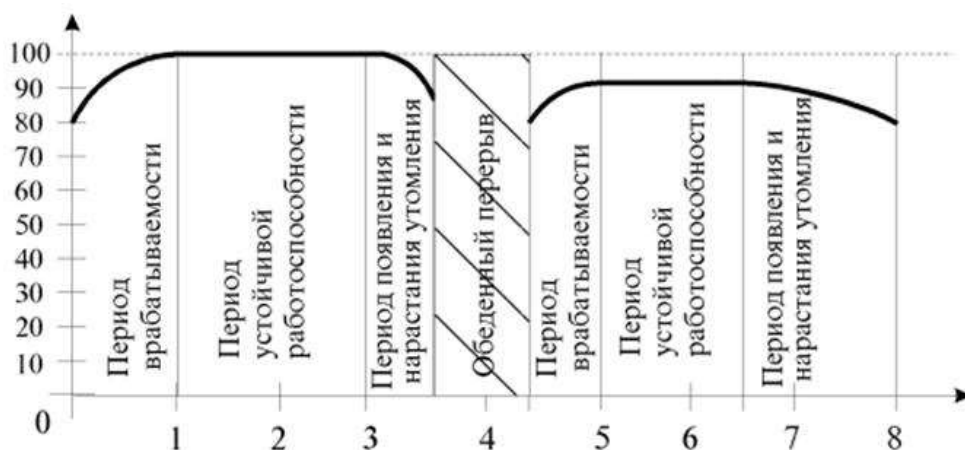 100
90
80
70
60
50
40
30
20
10
0
Период
врабатываемости
Период
устойчивой
работоспособности
Период появления и
нарастания утомления
Обеденный перерыв
Период
врабатываемости
Период
устойчивой
работоспособности
Период появления и
нарастания утомления
1 2 3 4 5 6 7 8